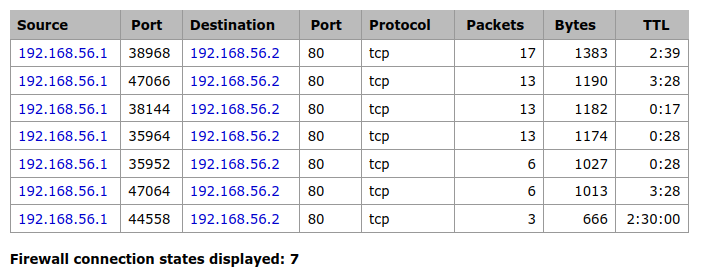 Source Port Destination Port Protocol Packets Bytes TTL
192.168.56.1 38968 192.168.56.2 80 tcp 17 1383 2:39
192.168.56.1 47066 192.168.56.2 80 tcp 13 1190 3:28
192.168.56.1 38144 192.168.56.2 80 tcp 13 1182 0:17
192.168.56.1 35964 192.168.56.2 80 tcp 13 1174 0:28
192.168.56.1 35952 192.168.56.2 80 tcp 6 1027 0:28
192.168.56.1 47064 192.168.56.2 80 tcp 6 1013 3:28
192.168.56.1 44558 192.168.56.2 80 tcp 3 666 2:30:00
Firewall connection states displayed: 7